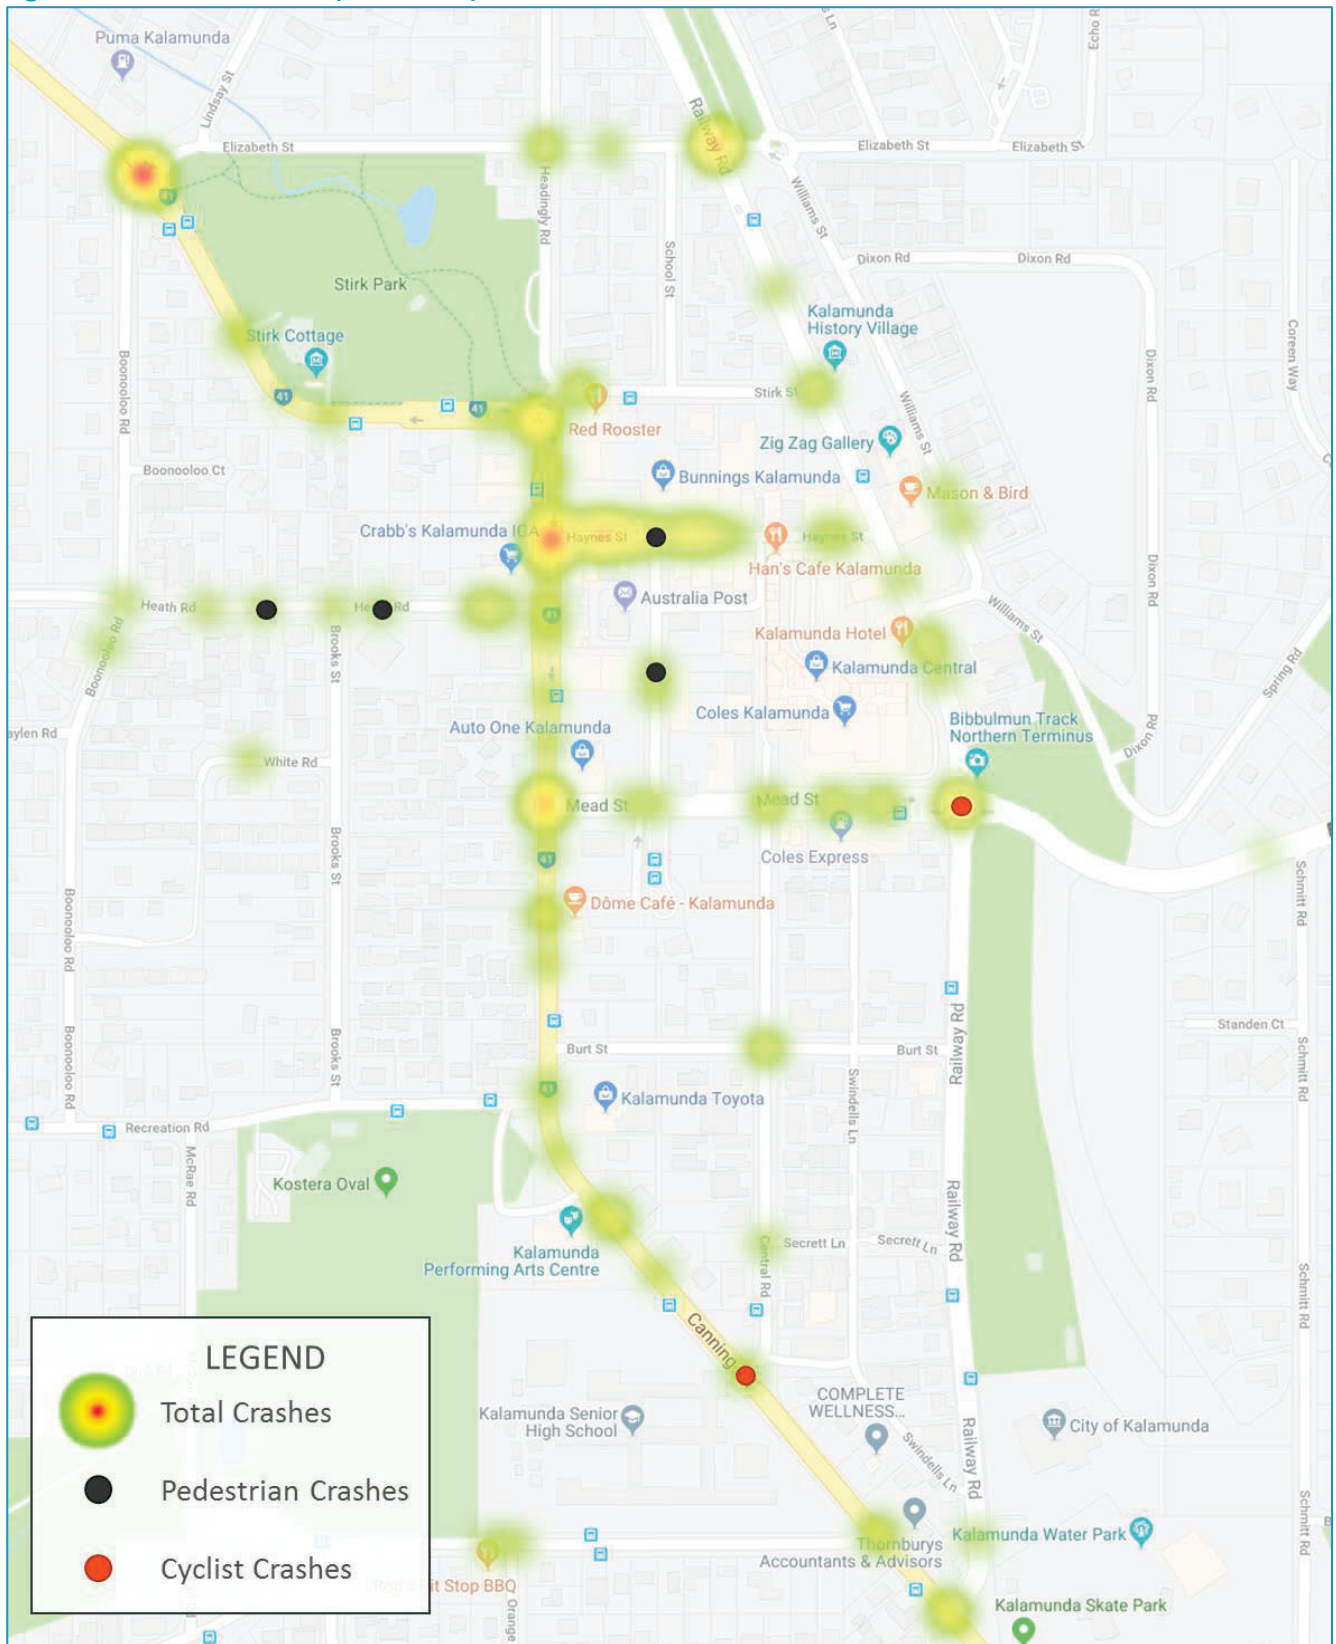 Puma Kalamunda
Lindsay St
Echo R
Railway Rd
Elizabeth St
Elizabeth St
Elizabeth St
41
Headingly Rd
Williams St
School St
Dixon Rd
Dixon Rd
Stirk Park
Kalamunda
History Village
Stirk Cottage
Coreen Way
Boonooloo Rd
Dixon Rd
41
41
Stirk St
Red Rooster
Williams St
Zig Zag Gallery
Boonooloo Ct
Bunnings Kalamunda
Mason & Bird
Crabb's Kalamunda IGA
Haynes St
Haynes St
Han's Cafe Kalamunda
Dixon Rd
Australia Post
Heath Rd
41
Williams St
Kalamunda Hotel
Boonooloo Rd
Brooks St
Kalamunda Central
Spring Rd
Coles Kalamunda
Bibbulmun Track
Northern Terminus
Auto One Kalamunda
aylen Rd
Dixon Rd
White Rd
Mead St
Mead St
Coles Express
41
Brooks St
Schmitt Rd
Dôme Café - Kalamunda
Boonooloo Rd
Railway Rd
Standen Ct
Boonooloo Rd
Brooks St
Burt St
Burt St
Schmitt Rd
41
Kalamunda Toyota
Swindells Ln
Recreation Rd
McRae Rd
Kostera Oval
Railway Rd
Kalamunda
Performing Arts Centre
Secrett Ln
Secrett Ln
Central Rd
Schmitt Rd
Canning
LEGEND
Total Crashes
Pedestrian Crashes
Cyclist Crashes
COMPLETE
WELLNESS...
Kalamunda Senior
High School
City of Kalamunda
Swindells Ln
Railway Rd
Schmitt Rd
Kalamunda Water Park
Thornburys
Accountants & Advisors
it Stop BBQ
Orange
Kalamunda Skate Park